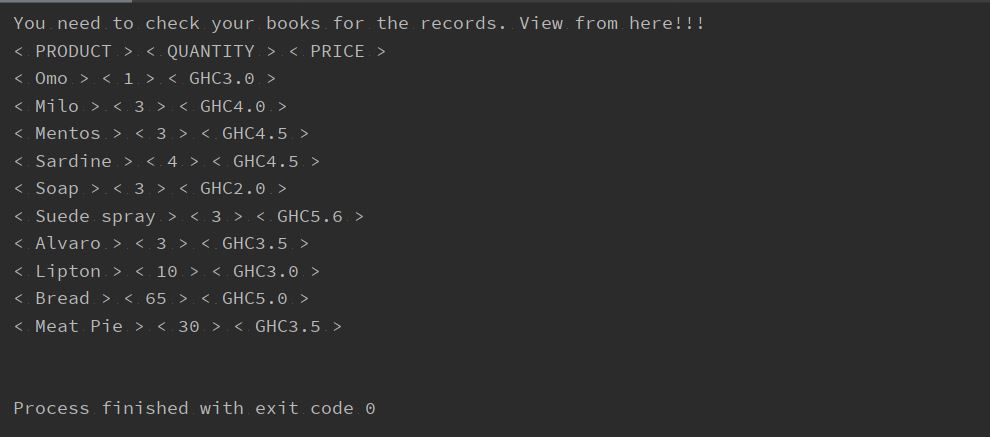 You need to check your books for the records. View from here!!!
< PRODUCT > < QUANTITY > < PRICE >
< Omo > < 1 > < GHC3.0 >
< Milo > < 3 > < GHC4.0 >
< Mentos > < 3 > < GHC4.5 >
< Sardine > < 4 > < GHC4.5 >
< Soap > < 3 > < GHC2.0 >
< Suede spray > < 3 > < GHC5.6 >
< Alvaro > < 3 > < GHC3.5 >
< Lipton > < 10 > < GHC3.0 >
< Bread > < 65 > < GHC5.0 >
< Meat Pie > < 30 > < GHC3.5 >
Process finished with exit code 0